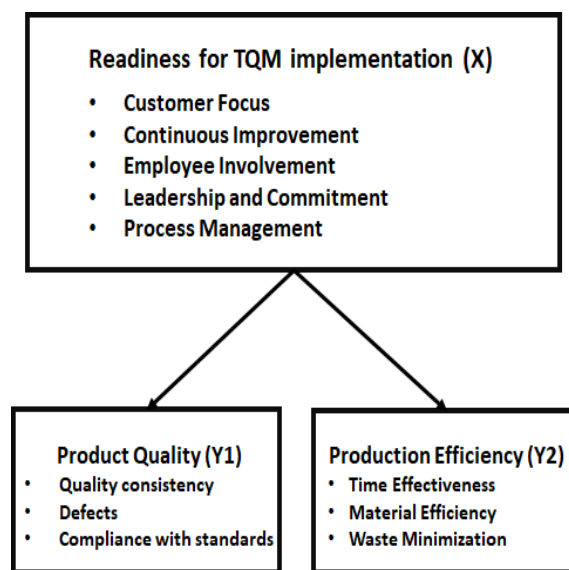 Readiness for TQM implementation (X)
• Customer Focus
• Continuous Improvement
• Employee Involvement
• Leadership and Commitment
• Process Management
Product Quality (Y1)
• Quality consistency
• Defects
• Compliance with standards
Production Efficiency (Y2)
• Time Effectiveness
• Material Efficiency
• Waste Minimization